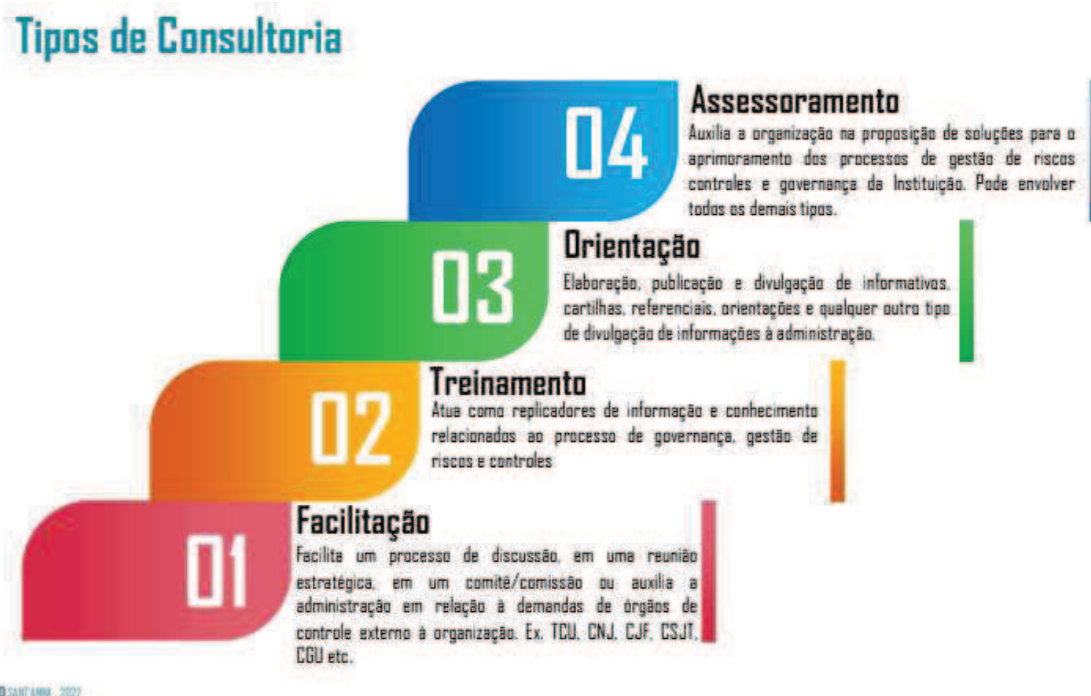 Tipos de Consultoria
04
Assessoramento
Auxilia a organização na proposição de soluções para o
aprimoramento dos processos de gestão de riscos
controles e governança da Instituição. Pode envolver
todos os demais tipos.
03
Orientação
Elaboração, publicação e divulgação de informativos,
cartilhas, referenciais, orientações e qualquer outro tipo
de divulgação de informações à administração.
02
Treinamento
Atua como replicadores de informação e conhecimento
relacionados ao processo de governança, gestão de
riscos e controles
01
Facilitação
Facilita um processo de discussão, em uma reunião
estratégica, em um comitê/comissão ou auxilia a
administração em relação à demandas de órgãos de
controle externo à organização. Ex. TCU, CNJ, CJF, CSJT,
CGU etc.
SANT'ANNA, 2022